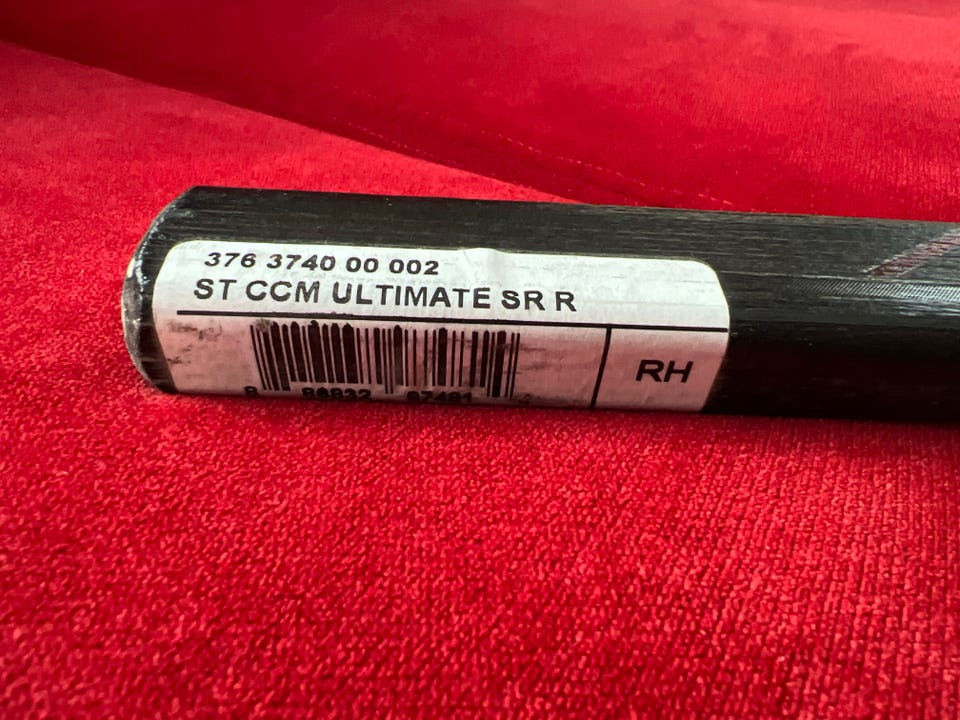 376 3740 00 002
ST CCM ULTIMATE SR R
RH